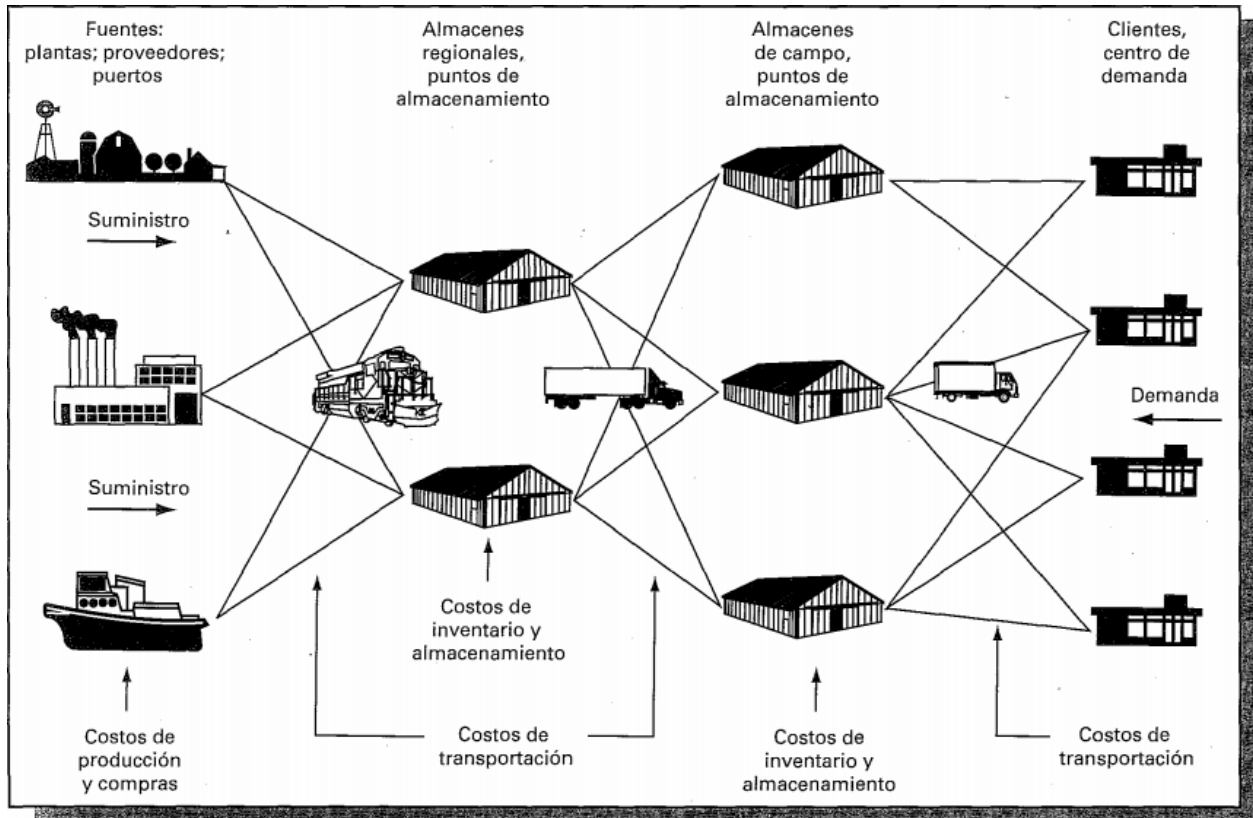 Fuentes:
plantas; proveedores;
puertos
Almacenes
regionales,
puntos de
almacenamiento
Almacenes
de campo,
puntos de
almacenamiento
Clientes,
centro de
demanda
Suministro
Demanda
Suministro
Costos de
inventario y
almacenamiento
Costos de
producción
y compras
Costos de
transportación
Costos de
inventario y
almacenamiento
Costos de
transportación